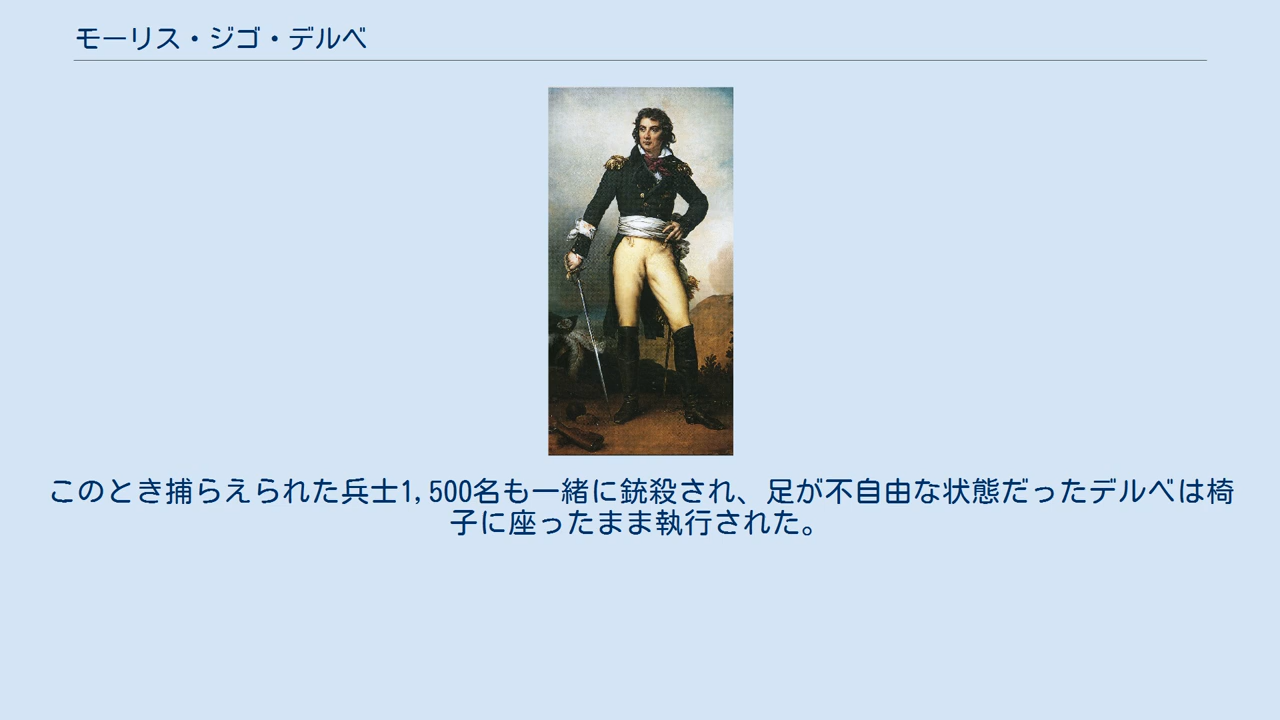 モーリス・ジゴ・デルベ
このとき捕らえられた兵士1,500名も一緒に銃殺され、足が不自由な状態だったデルベは椅
子に座ったまま執行された。